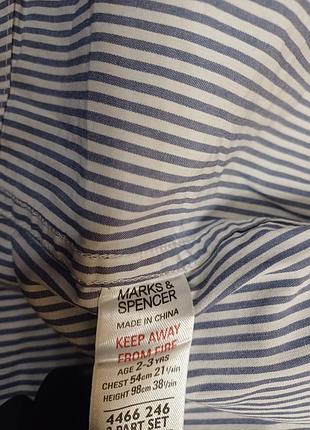 MARKS &
SPENCER
MADE IN CHINA
KEEP AWAY
FROM FIRE
AGE 2-3 YRS
CHEST 54cm 21¼in
HEIGHT 98cm 38½in
4466 246
2 PART SET